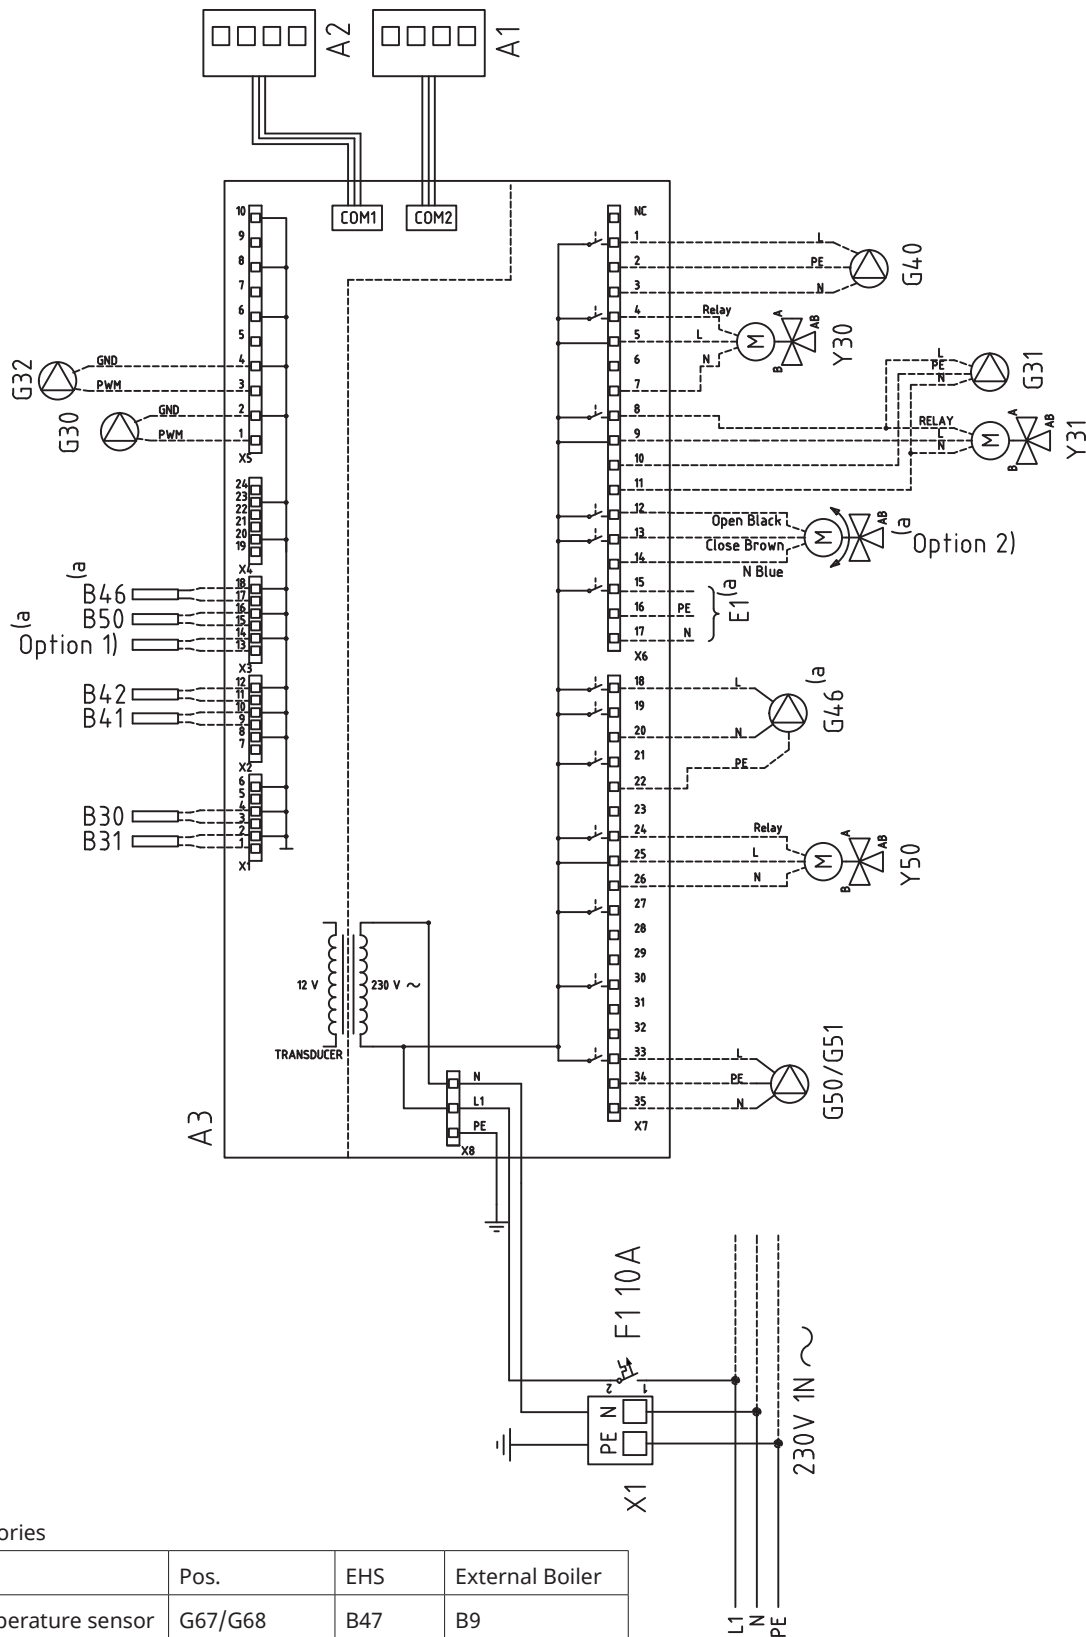 A2
A1
COM1
COM2
10
9
8
7
6
5
4
3
2
1
X5
G32
GND
PWM
G30
GND
PWM
24
23
22
21
20
19
X4
18
17
16
15
14
13
X3
(a
B46
B50
(a
Option 1)
12
11
10
9
8
7
X2
B42
B41
6
5
4
3
2
1
X1
B30
B31
NC
1
2
3
4
5
6
7
8
9
10
11
12
13
14
15
16
17
X6
L
PE
N
G40
Relay
L
N
M
A
AB
B
Y30
L
PE
N
G31
RELAY
L
N
M
A
AB
B
Y31
Open Black
Close Brown
N Blue
M
AB
(a
Option 2)
PE
N
E1 (a
18
19
20
21
22
23
24
25
26
27
28
29
30
31
32
33
34
35
X7
L
N
PE
G46 (a
Relay
L
N
M
A
AB
B
Y50
L
PE
N
G50/G51
12 V
230 V ~
TRANSDUCER
A3
N
L1
PE
X8
F1 10A
2
1
N
PE
X1
230V 1N ~
L1
N
PE
ories
Pos. EHS External Boiler
perature sensor G67/G68 B47 B9